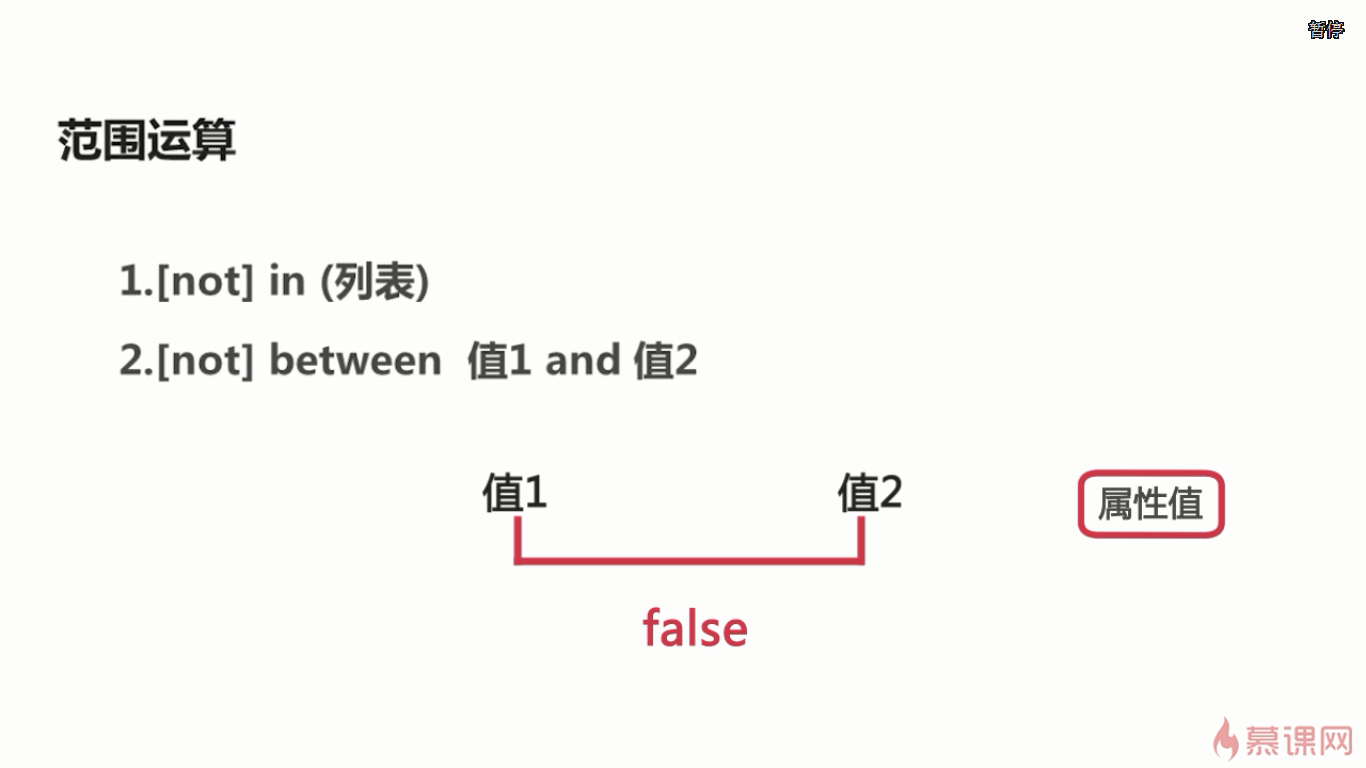 暂停
范围运算
1.[not] in (列表)
2.[not] between 值1 and 值2
值1 值2 属性值
false
慕课网